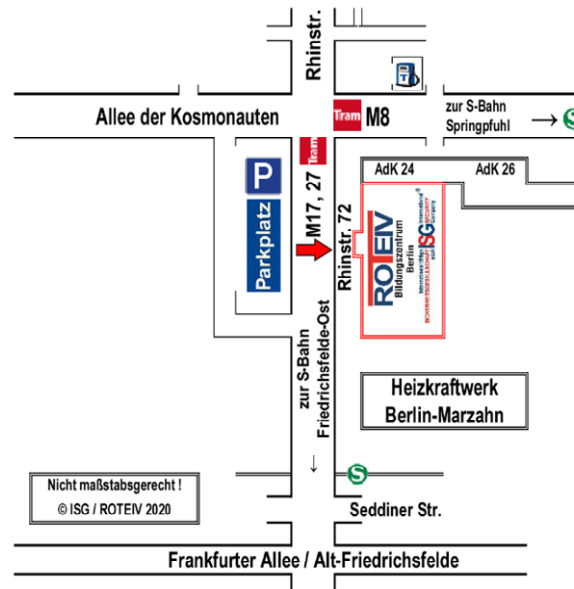 Rhinstr.
Allee der Kosmonauten
Tram
M8
zur S-Bahn
Springpfuhl
→
S
Tram
M17, 27
P
Parkplatz
AdK 24
AdK 26
Rhinstr. 72
ROTEIV
Bildungszentrum
Berlin
ISG
zur S-Bahn
Friedrichsfelde-Ost
→
Heizkraftwerk
Berlin-Marzahn
S
Nicht maßstabsgerecht !
© ISG / ROTEIV 2020
Seddiner Str.
Frankfurter Allee / Alt-Friedrichsfelde